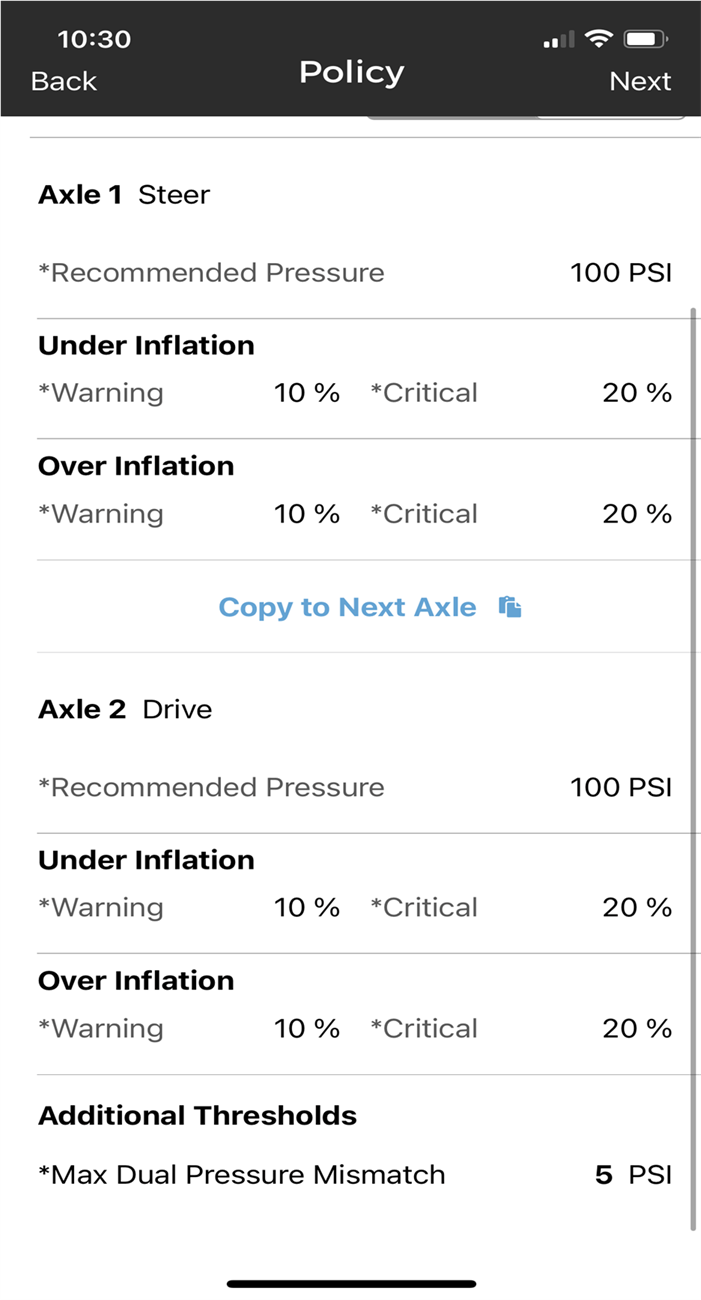 10:30
Back Policy Next
Axle 1 Steer
*Recommended Pressure 100 PSI
Under Inflation
*Warning 10 % *Critical 20 %
Over Inflation
*Warning 10 % *Critical 20 %
Copy to Next Axle
Axle 2 Drive
*Recommended Pressure 100 PSI
Under Inflation
*Warning 10 % *Critical 20 %
Over Inflation
*Warning 10 % *Critical 20 %
Additional Thresholds
*Max Dual Pressure Mismatch 5 PSI